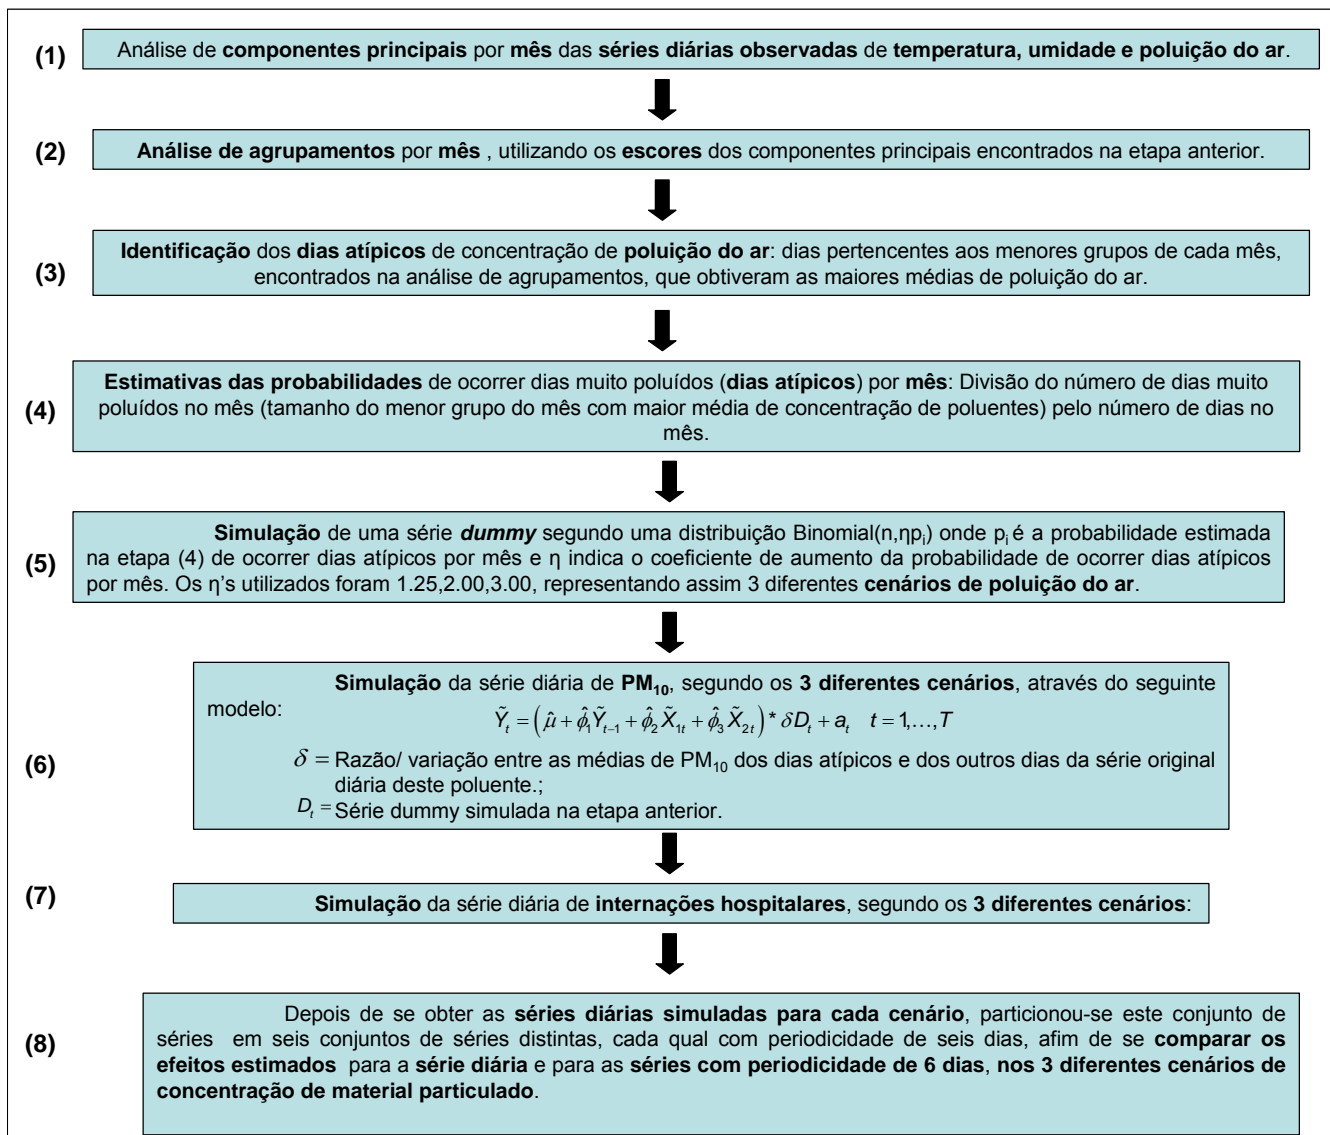 (1)
Análise de componentes principais por mês das séries diárias observadas de temperatura, umidade e poluição do ar.
(2)
Análise de agrupamentos por mês , utilizando os escores dos componentes principais encontrados na etapa anterior.
(3)
Identificação dos dias atípicos de concentração de poluição do ar: dias pertencentes aos menores grupos de cada mês,
encontrados na análise de agrupamentos, que obtiveram as maiores médias de poluição do ar.
(4)
Estimativas das probabilidades de ocorrer dias muito poluídos (dias atípicos) por mês: Divisão do número de dias muito
poluídos no mês (tamanho do menor grupo do mês com maior média de concentração de poluentes) pelo número de dias no
mês.
(5)
Simulação de uma série dummy segundo uma distribuição Binomial(n,ηpᵢ) onde pᵢ é a probabilidade estimada
na etapa (4) de ocorrer dias atípicos por mês e η indica o coeficiente de aumento da probabilidade de ocorrer dias atípicos
por mês. Os η's utilizados foram 1.25,2.00,3.00, representando assim 3 diferentes cenários de poluição do ar.
(6)
Simulação da série diária de PM₁₀, segundo os 3 diferentes cenários, através do seguinte
modelo:
Ỹₜ = (μ̂ + ϕ̂₁Ỹₜ₋₁ + ϕ̂₂X̃₁ₜ + ϕ̂₃X̃₂ₜ) * δDₜ + aₜ t = 1,…,T
δ = Razão/ variação entre as médias de PM₁₀ dos dias atípicos e dos outros dias da série original
diária deste poluente.;
Dₜ = Série dummy simulada na etapa anterior.
(7)
Simulação da série diária de internações hospitalares, segundo os 3 diferentes cenários:
(8)
Depois de se obter as séries diárias simuladas para cada cenário, particionou-se este conjunto de
séries em seis conjuntos de séries distintas, cada qual com periodicidade de seis dias, afim de se comparar os
efeitos estimados para a série diária e para as séries com periodicidade de 6 dias, nos 3 diferentes cenários de
concentração de material particulado.